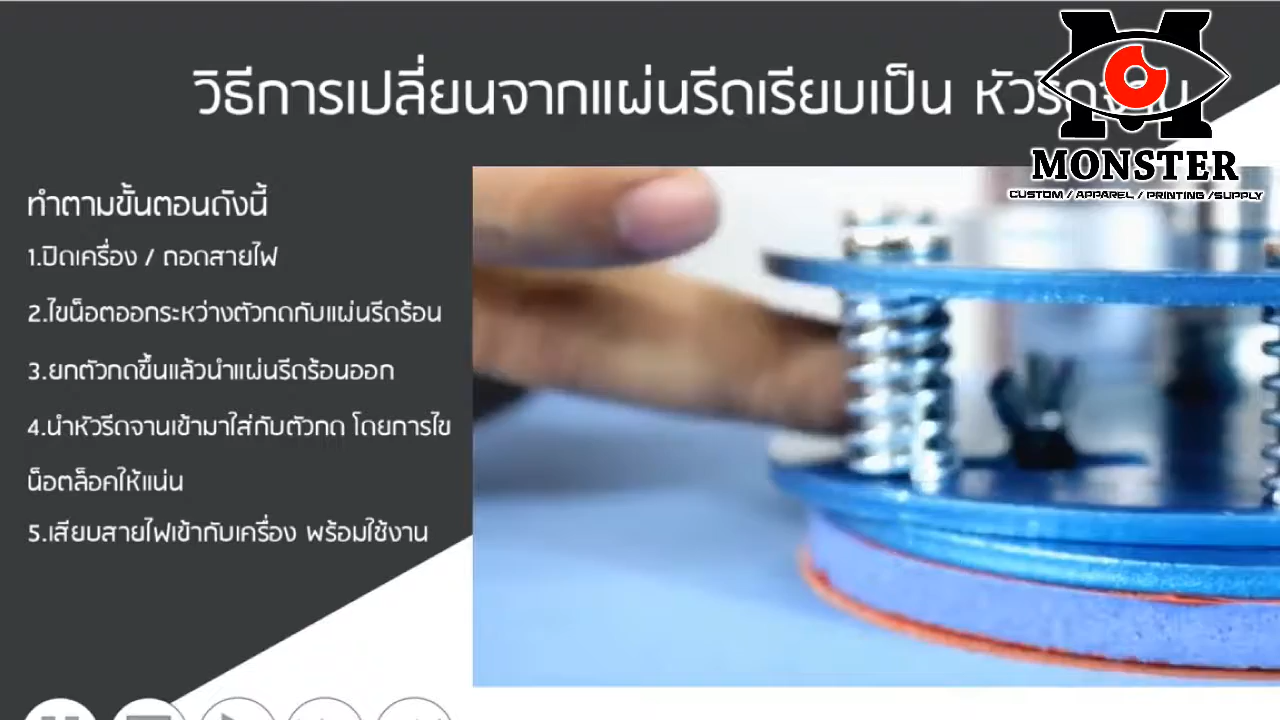 วิธีการเปลี่ยนจากแผ่นรีดเรียบเป็น หัวรีดจาน
MONSTER
CUSTOM / APPAREL / PRINTING /SUPPLY
ทำตามขั้นตอนดังนี้
1.ปิดเครื่อง / ถอดสายไฟ
2.ไขน็อตออกระหว่างตัวกดกับแผ่นรีดร้อน
3.ยกตัวกดขึ้นแล้วนำแผ่นรีดร้อนออก
4.นำหัวรีดจานเข้ามาใส่กับตัวกด โดยการไข
น็อตล็อคให้แน่น
5.เสียบสายไฟเข้ากับเครื่อง พร้อมใช้งาน